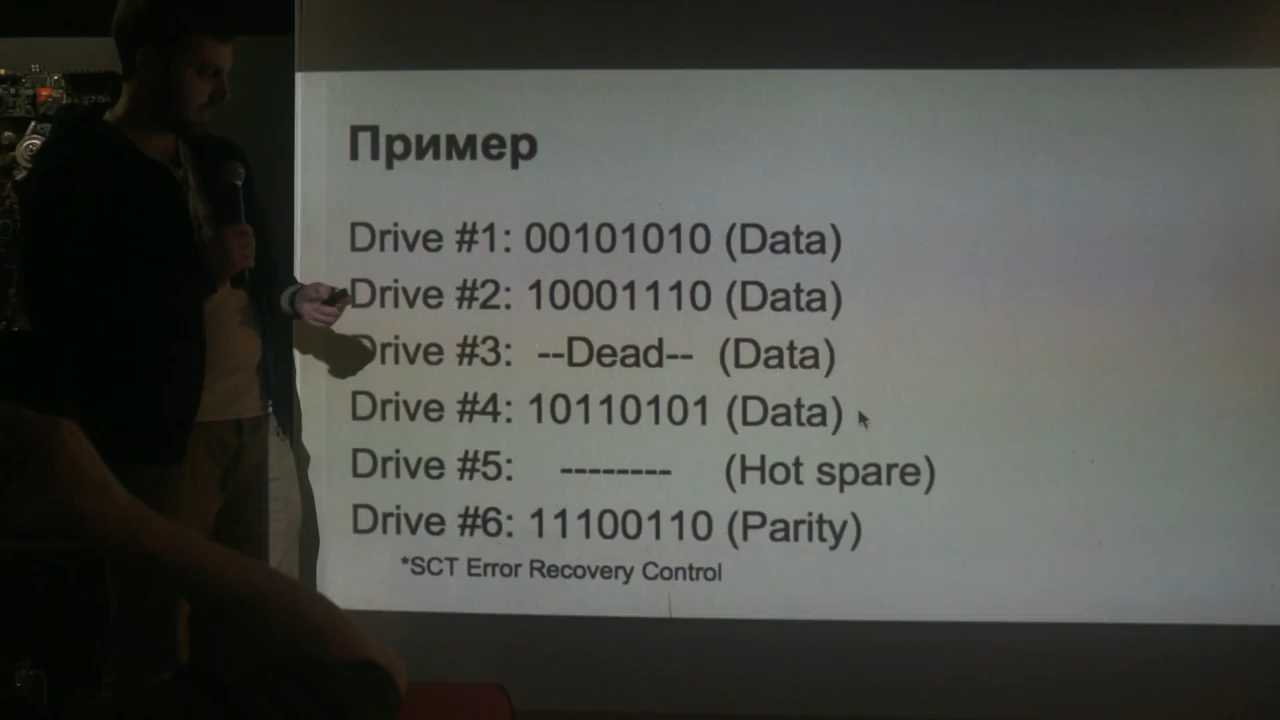 Пример
Drive #1: 00101010 (Data)
Drive #2: 10001110 (Data)
Drive #3: --Dead-- (Data)
Drive #4: 10110101 (Data)
Drive #5: -------- (Hot spare)
Drive #6: 11100110 (Parity)
*SCT Error Recovery Control